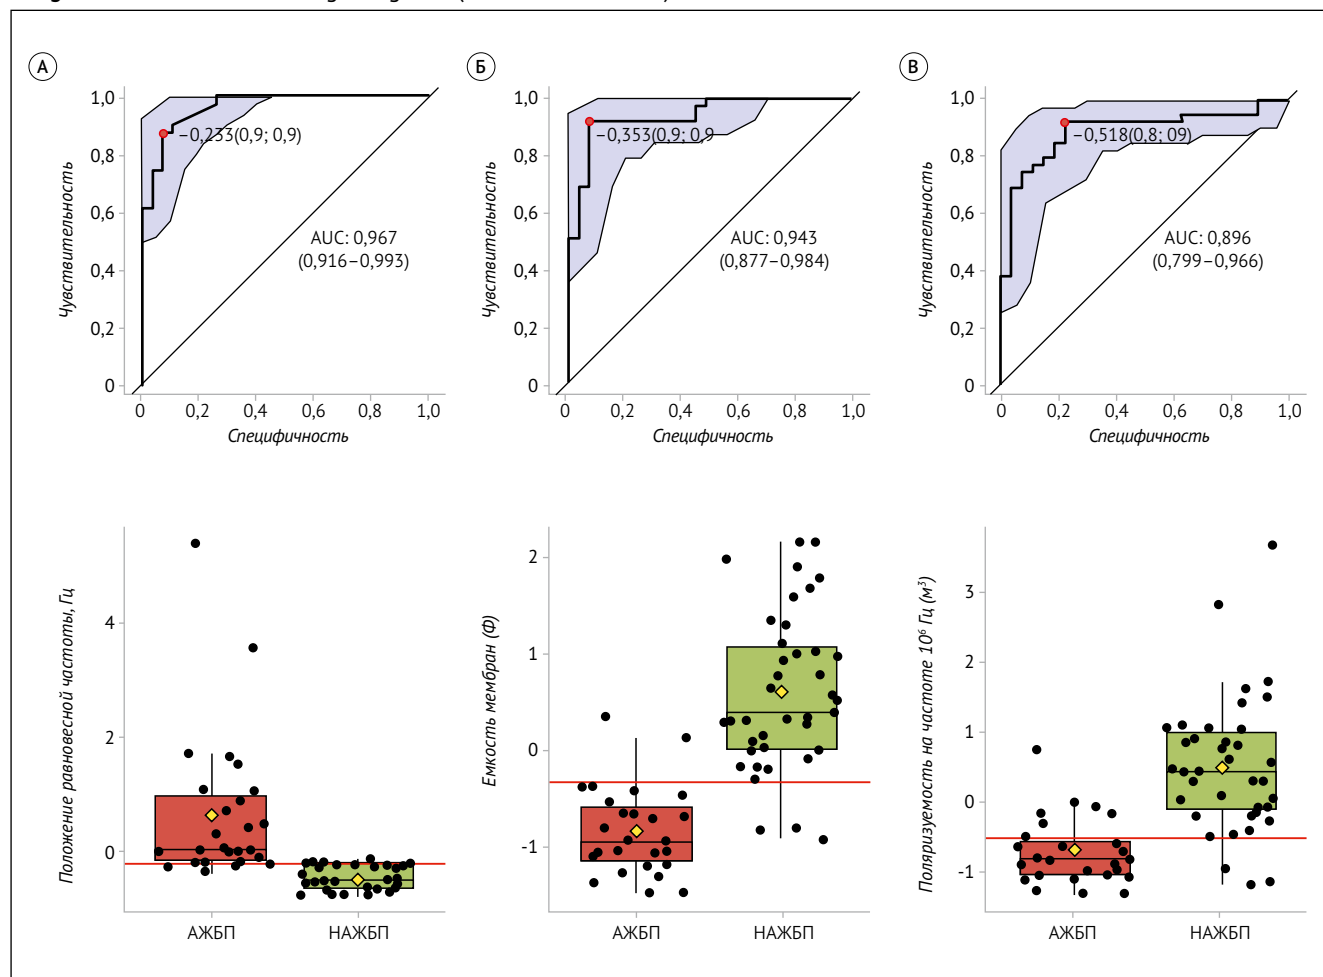 А
Б
В
Чувствительность
1,0
0,8
0,6
0,4
0,2
0
−0,233(0,9; 0,9)
AUC: 0,967
(0,916–0,993)
0 0,2 0,4 0,6 0,8 1,0
Специфичность
Чувствительность
1,0
0,8
0,6
0,4
0,2
0
−0,353(0,9; 0,9
AUC: 0,943
(0,877–0,984)
0 0,2 0,4 0,6 0,8 1,0
Специфичность
Чувствительность
1,0
0,8
0,6
0,4
0,2
0
−0,518(0,8; 09)
AUC: 0,896
(0,799–0,966)
0 0,2 0,4 0,6 0,8 1,0
Специфичность
Положение равновесной частоты, Гц
4
2
0
АЖБП НАЖБП
Емкость мембран (Ф)
2
1
0
-1
АЖБП НАЖБП
Поляризуемость на частоте 10⁶ Гц (м³)
3
2
1
0
-1
АЖБП НАЖБП